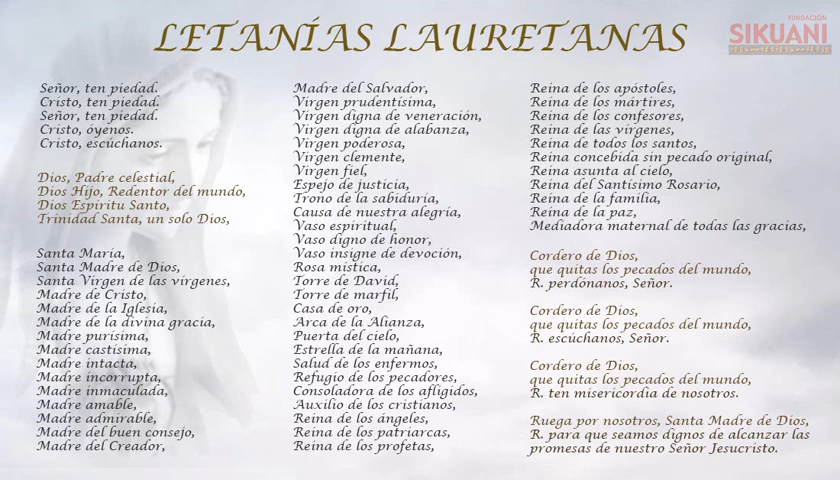 LETANÍAS LAURETANAS
FUNDACIÓN
SIKUANI
Señor, ten piedad.
Cristo, ten piedad.
Señor, ten piedad.
Cristo, óyenos.
Cristo, escúchanos.
Dios, Padre celestial,
Dios Hijo, Redentor del mundo,
Dios Espíritu Santo,
Trinidad Santa, un solo Dios,
Santa María,
Santa Madre de Dios,
Santa Virgen de las vírgenes,
Madre de Cristo,
Madre de la Iglesia,
Madre de la divina gracia,
Madre purísima,
Madre castísima,
Madre intacta,
Madre incorrupta,
Madre inmaculada,
Madre amable,
Madre admirable,
Madre del buen consejo,
Madre del Creador,
Madre del Salvador,
Virgen prudentísima,
Virgen digna de veneración,
Virgen digna de alabanza,
Virgen poderosa,
Virgen clemente,
Virgen fiel,
Espejo de justicia,
Trono de la sabiduría,
Causa de nuestra alegría,
Vaso espiritual,
Vaso digno de honor,
Vaso insigne de devoción,
Rosa mística,
Torre de David,
Torre de marfil,
Casa de oro,
Arca de la Alianza,
Puerta del cielo,
Estrella de la mañana,
Salud de los enfermos,
Refugio de los pecadores,
Consoladora de los afligidos,
Auxilio de los cristianos,
Reina de los ángeles,
Reina de los patriarcas,
Reina de los profetas,
Reina de los apóstoles,
Reina de los mártires,
Reina de los confesores,
Reina de las vírgenes,
Reina de todos los santos,
Reina concebida sin pecado original,
Reina asunta al cielo,
Reina del Santísimo Rosario,
Reina de la familia,
Reina de la paz,
Mediadora maternal de todas las gracias,
Cordero de Dios,
que quitas los pecados del mundo,
R. perdónanos, Señor.
Cordero de Dios,
que quitas los pecados del mundo,
R. escúchanos, Señor.
Cordero de Dios,
que quitas los pecados del mundo,
R. ten misericordia de nosotros.
Ruega por nosotros, Santa Madre de Dios,
R. para que seamos dignos de alcanzar las
promesas de nuestro Señor Jesucristo.